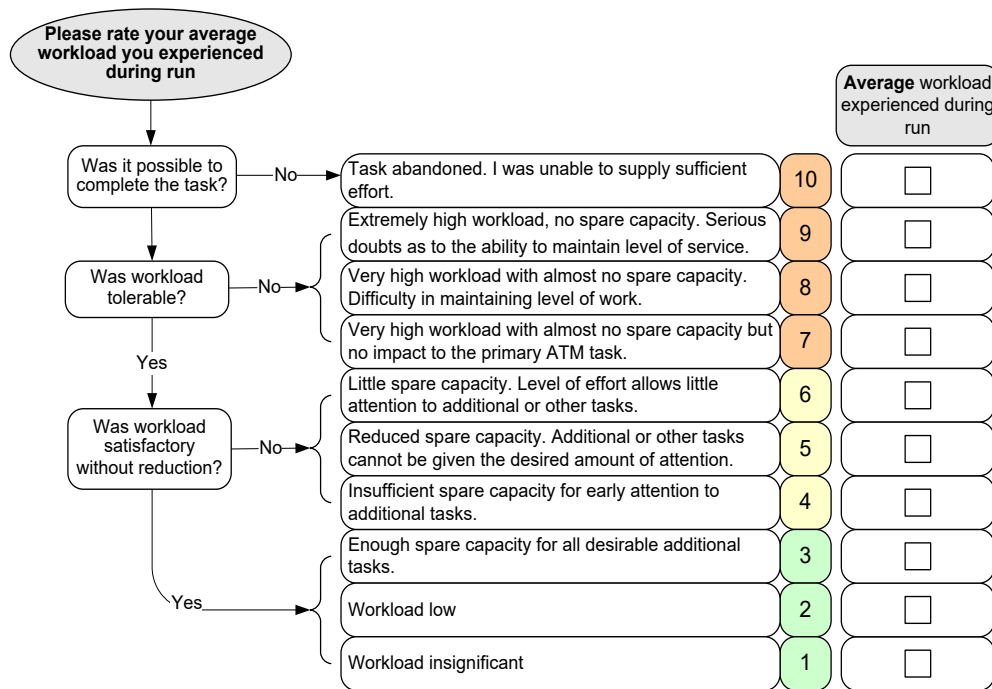 Please rate your average
workload you experienced
during run
Average workload
experienced during
run
Was it possible to
complete the task?
No
Task abandoned. I was unable to supply sufficient
effort.
10
Extremely high workload, no spare capacity. Serious
doubts as to the ability to maintain level of service.
9
Was workload
tolerable?
No
Very high workload with almost no spare capacity.
Difficulty in maintaining level of work.
8
Very high workload with almost no spare capacity but
no impact to the primary ATM task.
7
Yes
Little spare capacity. Level of effort allows little
attention to additional or other tasks.
6
Was workload
satisfactory
without reduction?
No
Reduced spare capacity. Additional or other tasks
cannot be given the desired amount of attention.
5
Insufficient spare capacity for early attention to
additional tasks.
4
Enough spare capacity for all desirable additional
tasks.
3
Yes
Workload low
2
Workload insignificant
1